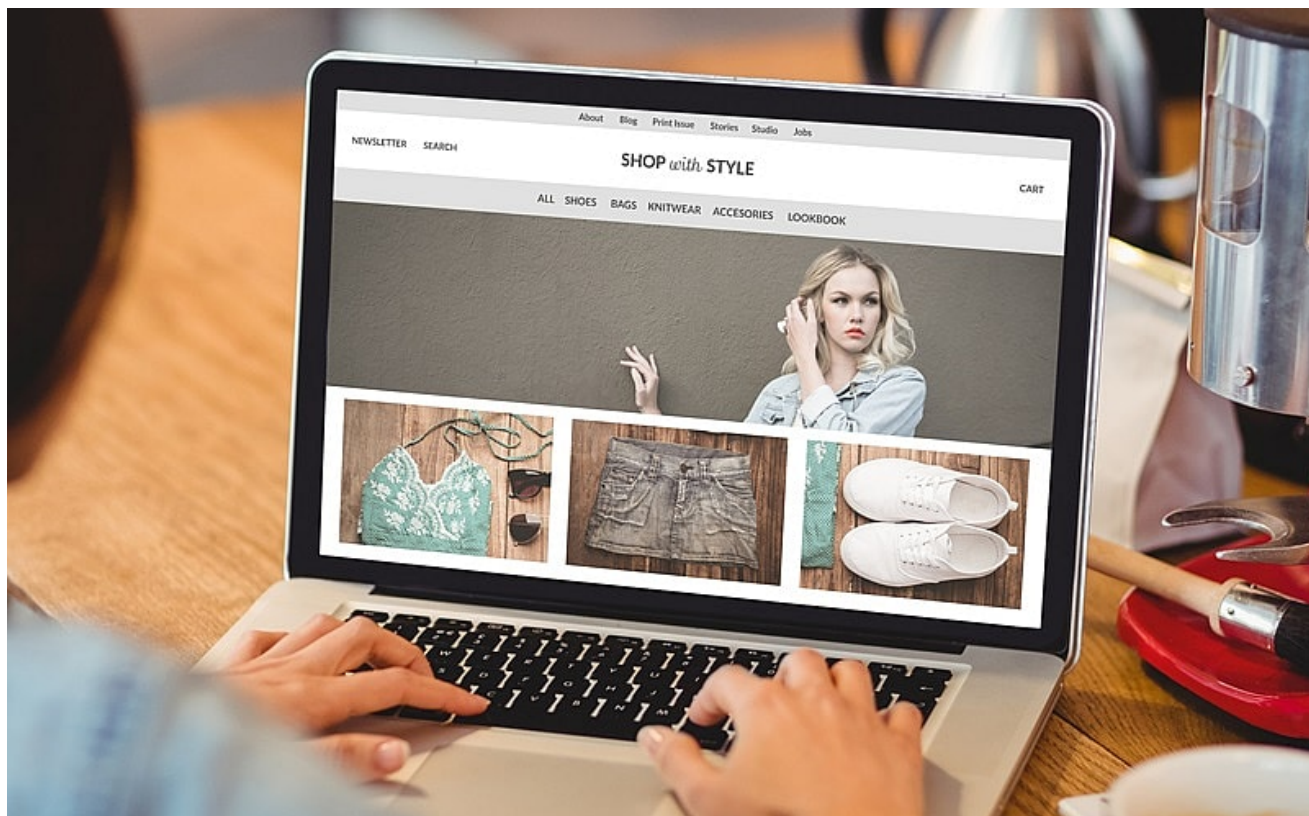 About Blog Print Issue Stories Studio Jobs
NEWSLETTER SEARCH
SHOP with STYLE
CART
ALL SHOES BAGS KNITWEAR ACCESORIES LOOKBOOK